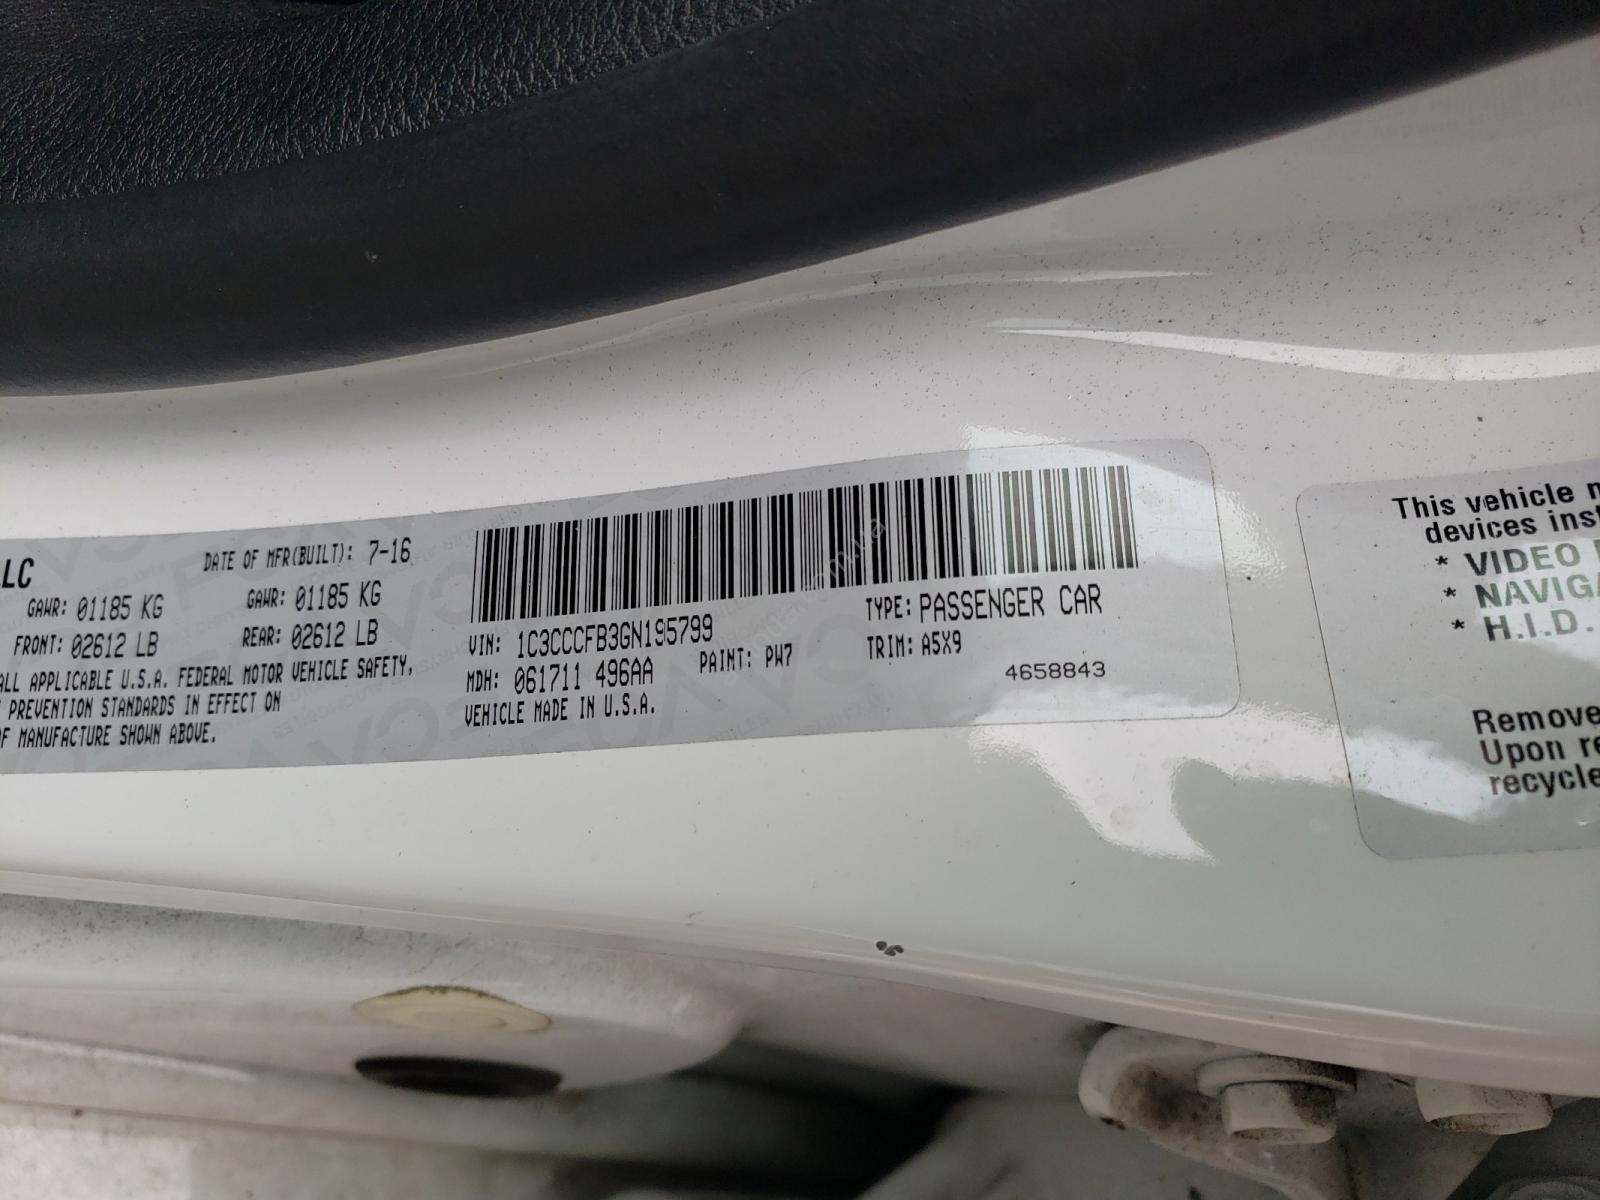 LLC
DATE OF MFR(BUILT): 7-16
GAWR: 01185 KG GAWR: 01185 KG
FRONT: 02612 LB REAR: 02612 LB
ALL APPLICABLE U.S.A. FEDERAL MOTOR VEHICLE SAFETY,
PREVENTION STANDARDS IN EFFECT ON
OF MANUFACTURE SHOWN ABOVE.
VIN: 1C3CCCFB3GN195799
TYPE: PASSENGER CAR
MDH: 061711 496AA PAINT: PW7 TRIM: A5X9
VEHICLE MADE IN U.S.A.
4658843
This vehicle
devices inst
* VIDEO
* NAVIGA
* H.I.D.
Remove
Upon re
recycle